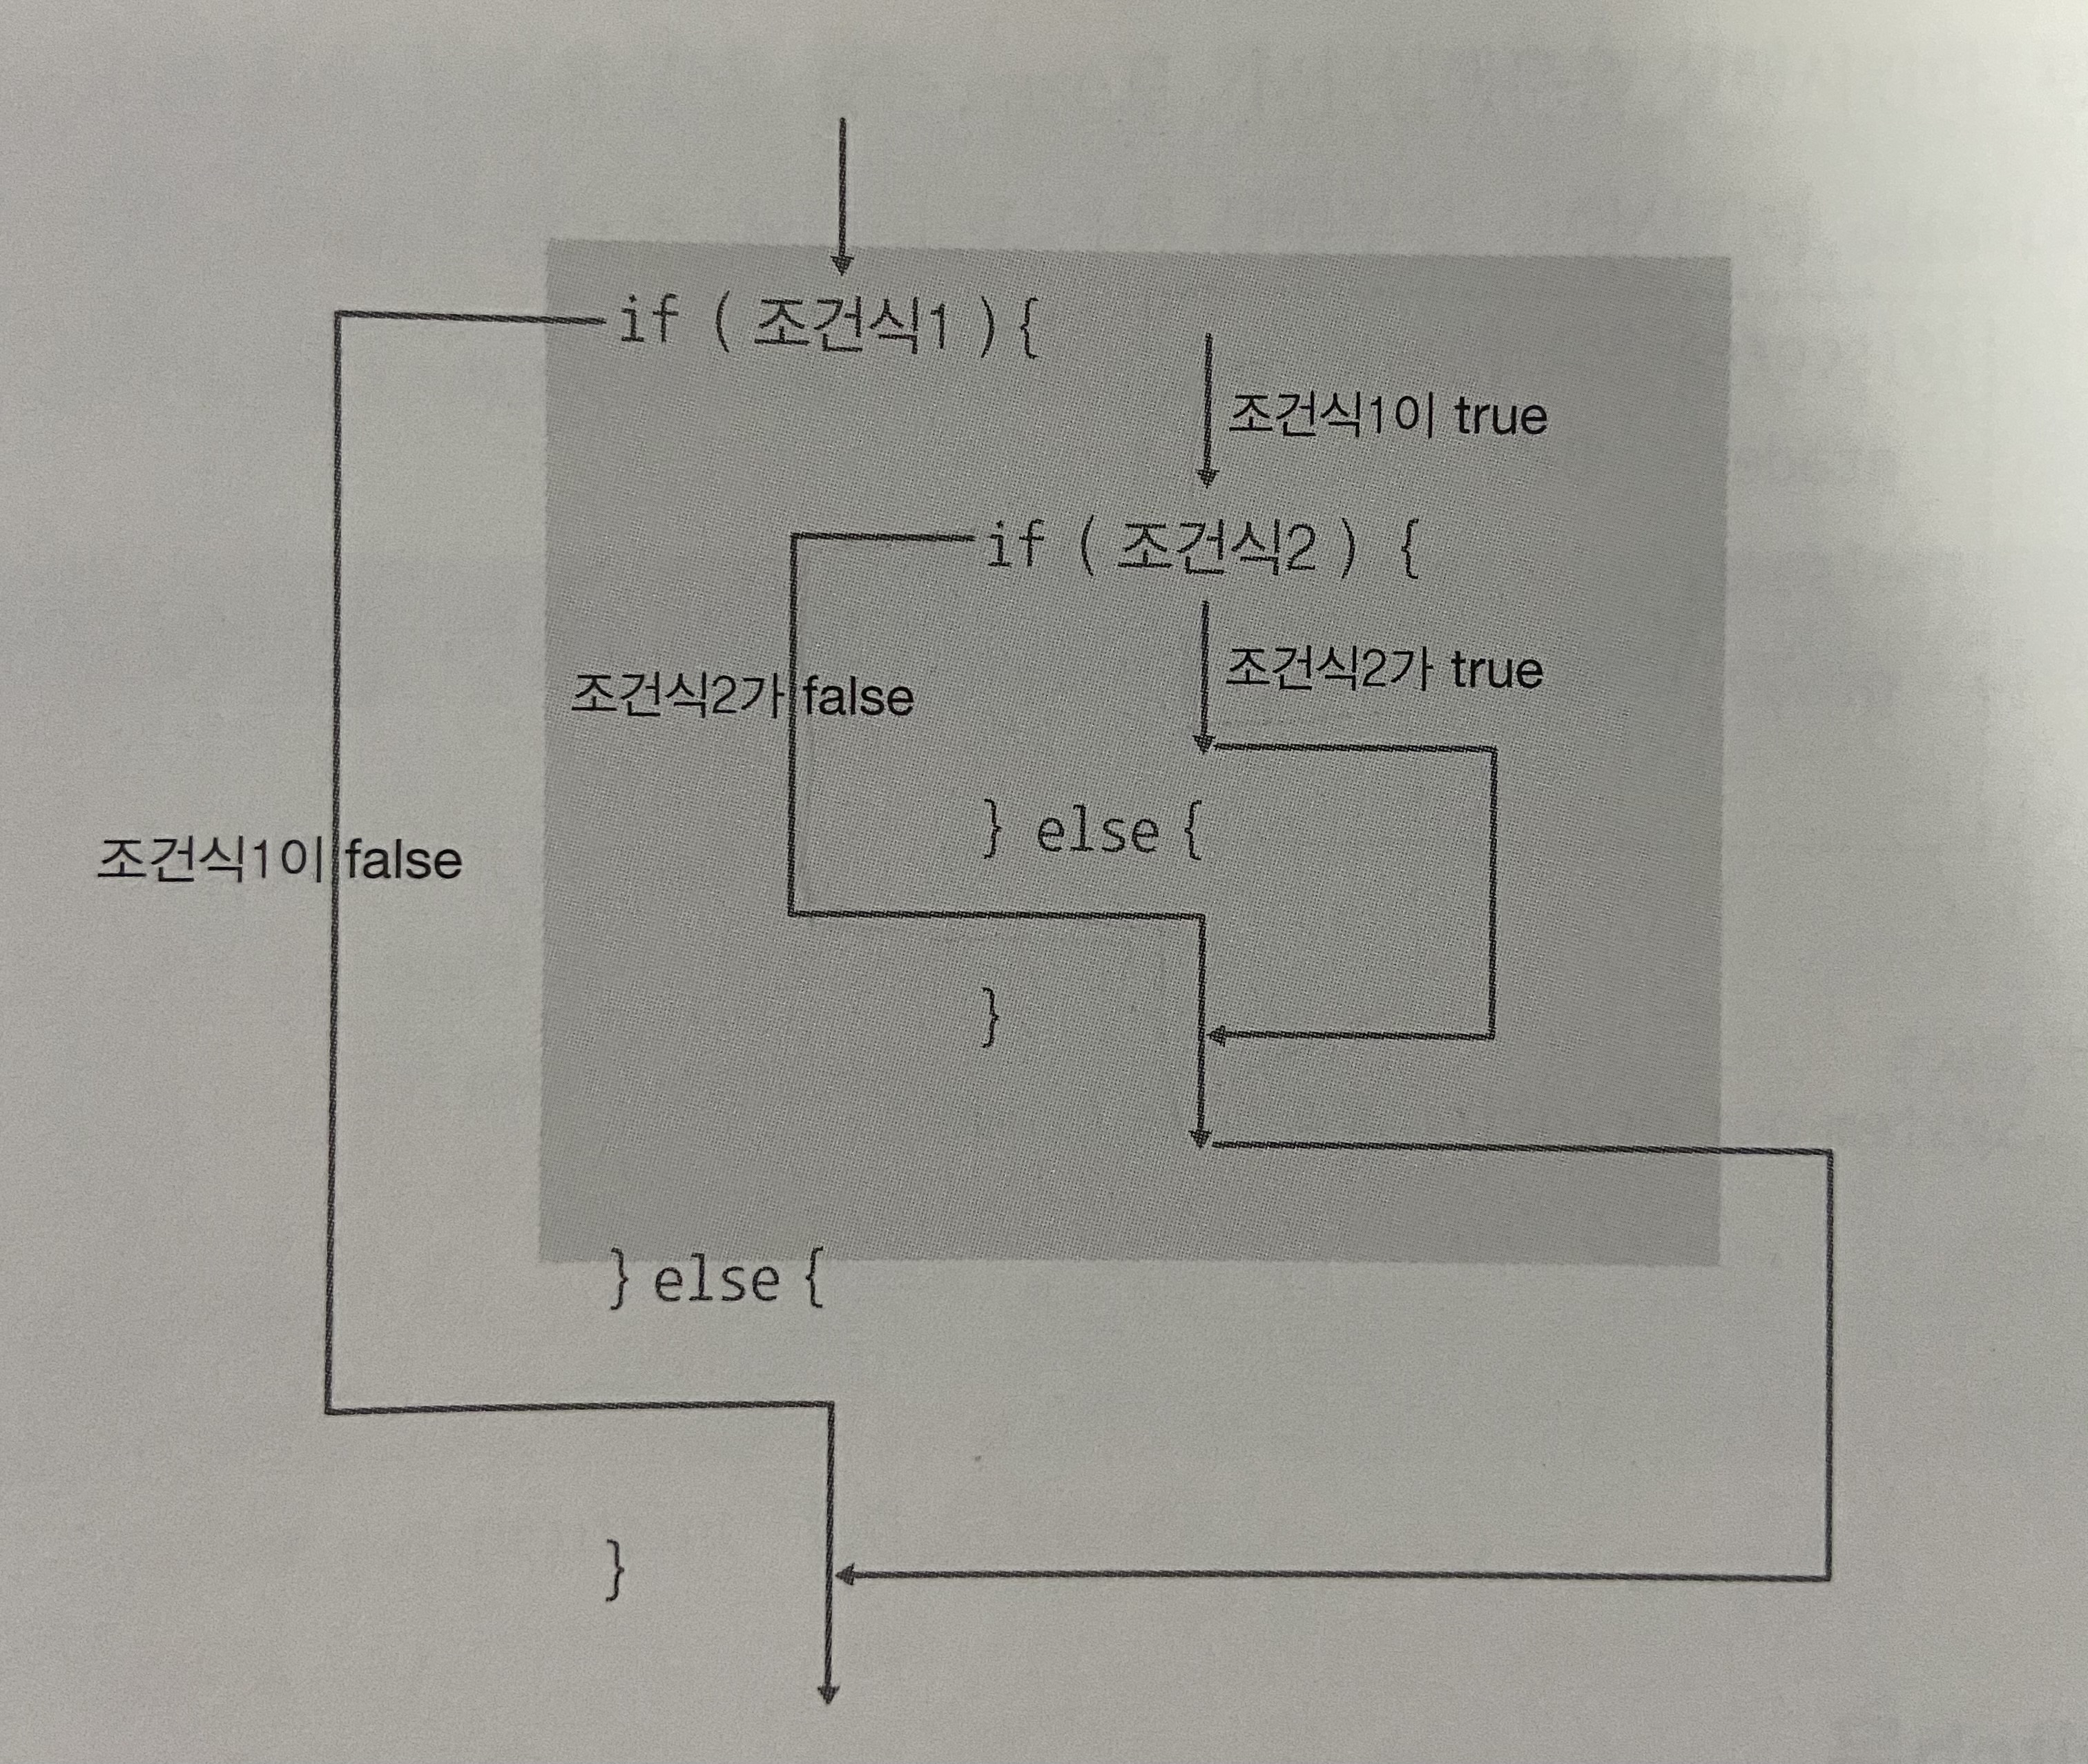 if ( 조건식1 ) {
조건식1이 true
if ( 조건식2 ) {
조건식2가 true
조건식2가 false
} else {
조건식1이 false
}
} else {
}